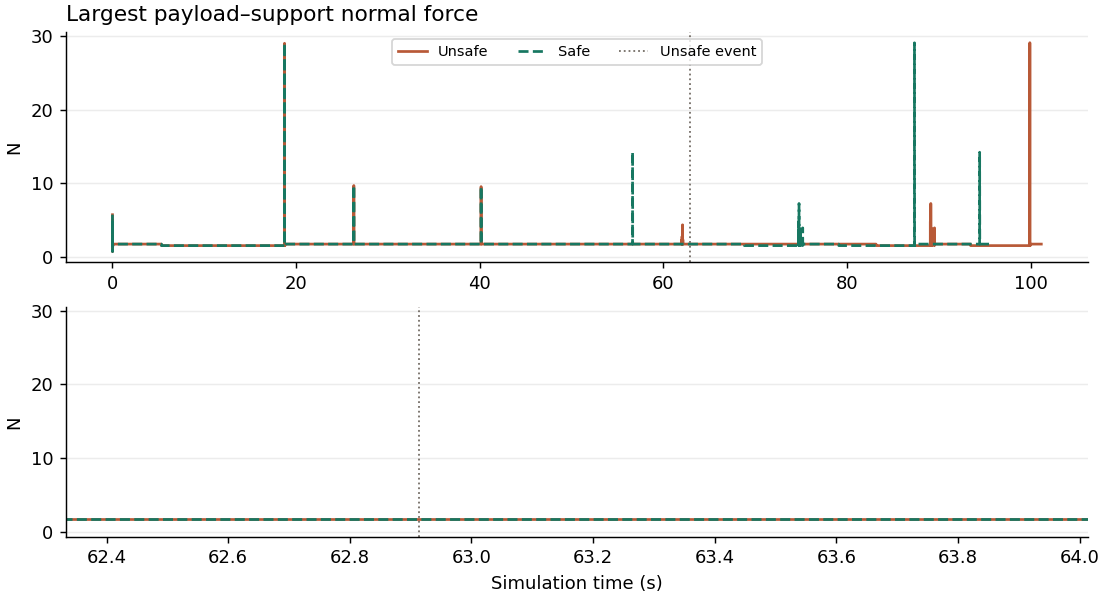 Largest payload–support normal force
30
20
10
0
N
Unsafe
Safe
Unsafe event
0 20 40 60 80 100
30
20
10
0
N
62.4 62.6 62.8 63.0 63.2 63.4 63.6 63.8 64.0
Simulation time (s)